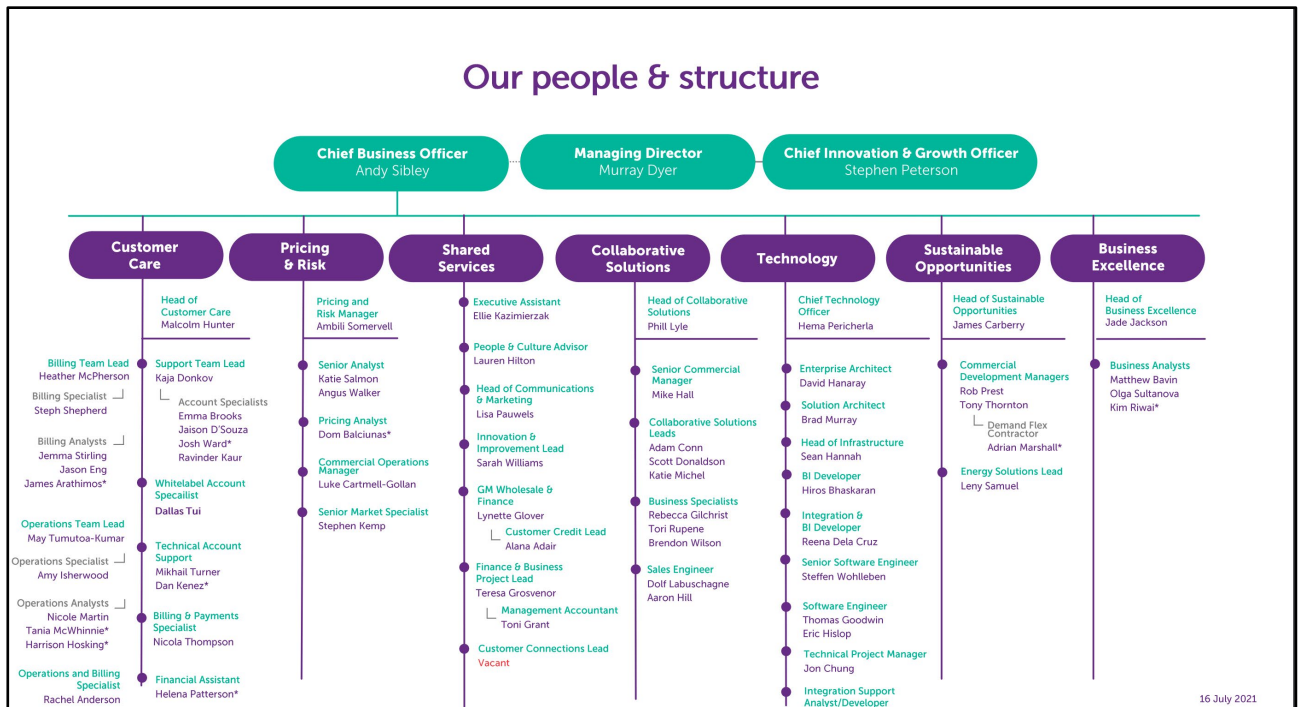 Our people & structure
Chief Business Officer
Andy Sibley
Managing Director
Murray Dyer
Chief Innovation & Growth Officer
Stephen Peterson
Customer
Care
Head of
Customer Care
Malcolm Hunter
Billing Team Lead
Heather McPherson
Billing Specialist
Steph Shepherd
Billing Analysts
Jemma Stirling
Jason Eng
James Arathimos*
Operations Team Lead
May Tumutoa-Kumar
Operations Specialist
Amy Isherwood
Operations Analysts
Nicole Martin
Tania McWhinnie*
Harrison Hosking*
Operations and Billing
Specialist
Rachel Anderson
Support Team Lead
Kaja Donkov
Account Specialists
Emma Brooks
Jaison D'Souza
Josh Ward*
Ravinder Kaur
Whitelabel Account
Specailist
Dallas Tui
Technical Account
Support
Mikhail Turner
Dan Kenez*
Billing & Payments
Specialist
Nicola Thompson
Financial Assistant
Helena Patterson*
Pricing
& Risk
Pricing and
Risk Manager
Ambili Somervell
Senior Analyst
Katie Salmon
Angus Walker
Pricing Analyst
Dom Balciunas*
Commercial Operations
Manager
Luke Cartmell-Gollan
Senior Market Specialist
Stephen Kemp
Shared
Services
Executive Assistant
Ellie Kazimierzak
People & Culture Advisor
Lauren Hilton
Head of Communications
& Marketing
Lisa Pauwels
Innovation &
Improvement Lead
Sarah Williams
GM Wholesale &
Finance
Lynette Glover
Customer Credit Lead
Alana Adair
Finance & Business
Project Lead
Teresa Grosvenor
Management Accountant
Toni Grant
Customer Connections Lead
Vacant
Collaborative
Solutions
Head of Collaborative
Solutions
Phill Lyle
Senior Commercial
Manager
Mike Hall
Collaborative Solutions
Leads
Adam Conn
Scott Donaldson
Katie Michel
Business Specialists
Rebecca Gilchrist
Tori Rupene
Brendon Wilson
Sales Engineer
Dolf Labuschagne
Aaron Hill
Technology
Chief Technology
Officer
Hema Pericherla
Enterprise Architect
David Hanaray
Solution Architect
Brad Murray
Head of Infrastructure
Sean Hannah
BI Developer
Hiros Bhaskaran
Integration &
BI Developer
Reena Dela Cruz
Senior Software Engineer
Steffen Wohlleben
Software Engineer
Thomas Goodwin
Eric Hislop
Technical Project Manager
Jon Chung
Integration Support
Analyst/Developer
Sustainable
Opportunities
Head of Sustainable
Opportunities
James Carberry
Commercial
Development Managers
Rob Prest
Tony Thornton
Demand Flex
Contractor
Adrian Marshall*
Energy Solutions Lead
Leny Samuel
Business
Excellence
Head of
Business Excellence
Jade Jackson
Business Analysts
Matthew Bavin
Olga Sultanova
Kim Riwai*
16 July 2021